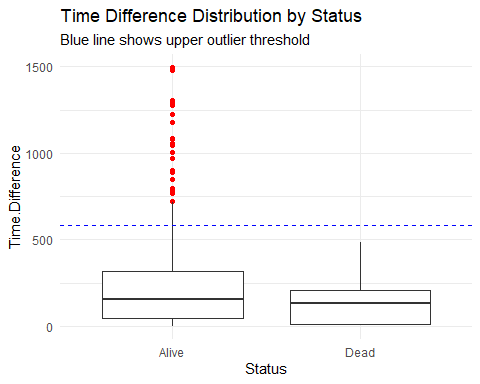 Time Difference Distribution by Status
Blue line shows upper outlier threshold
1500
1000
500
0
Time.Difference
Alive
Dead
Status